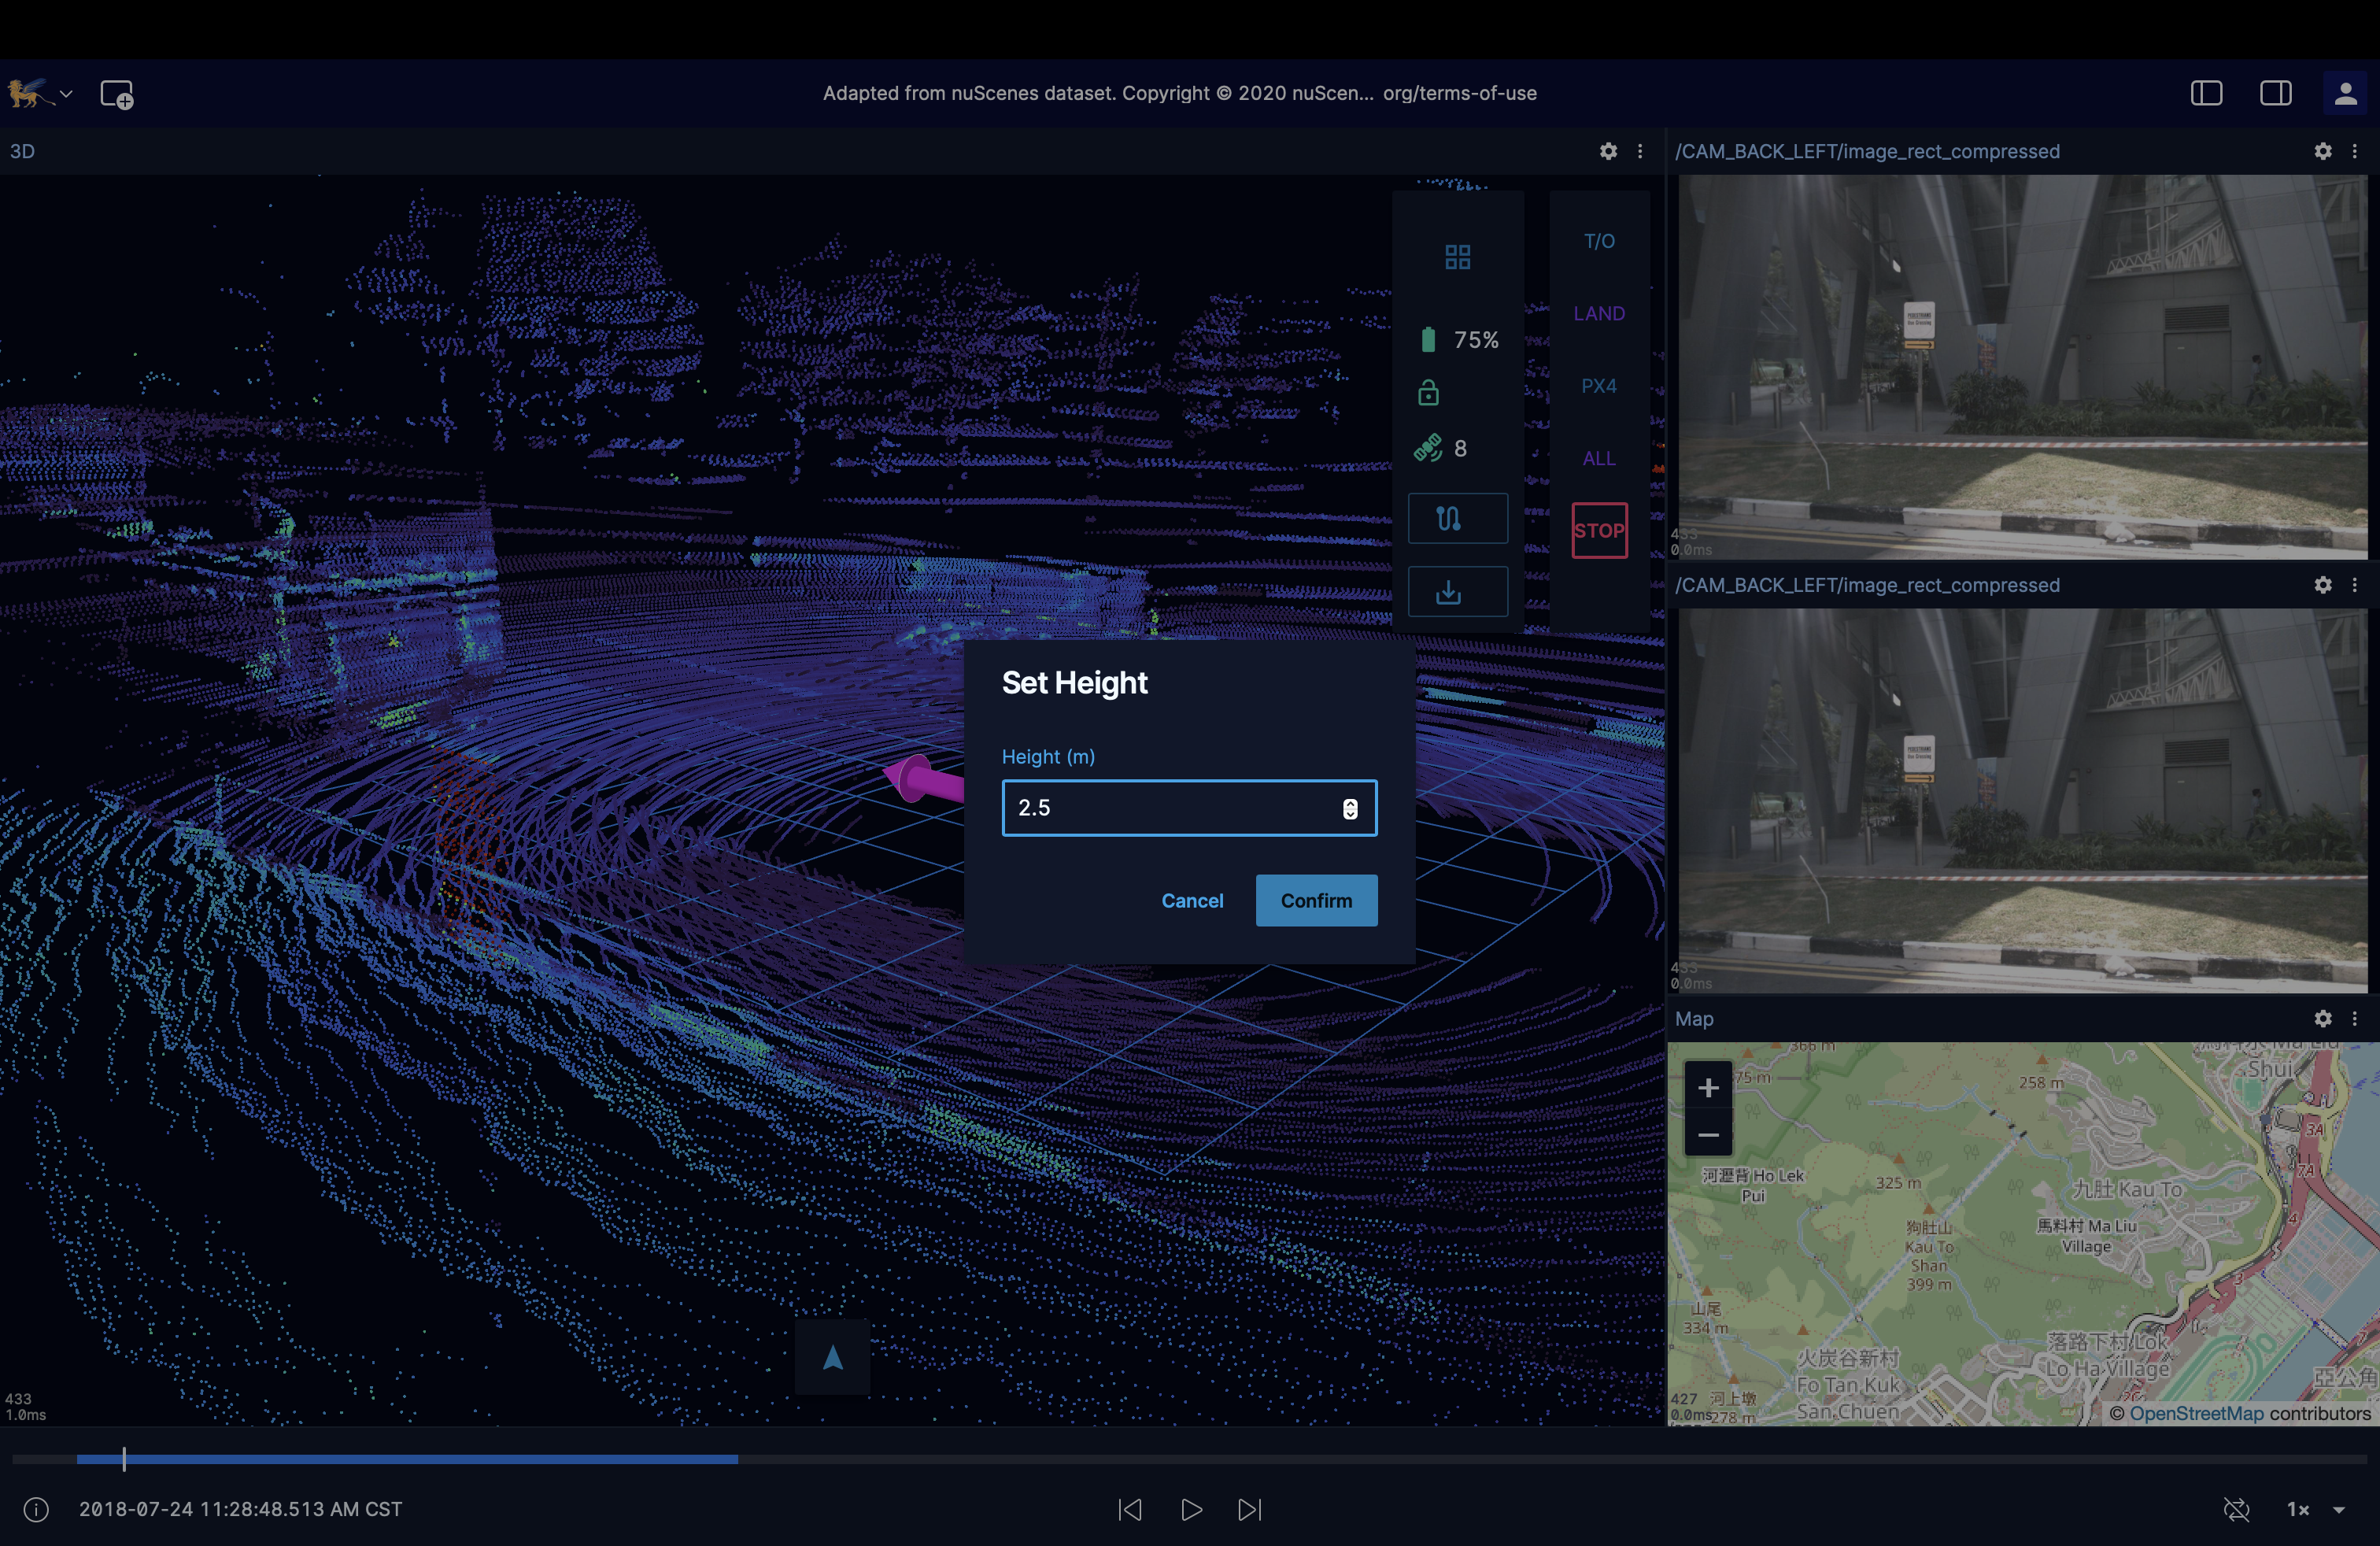 Adapted from nuScenes dataset. Copyright © 2020 nuScen... org/terms-of-use
3D
T/O
LAND
PX4
ALL
STOP
75%
8
Set Height
Height (m)
2.5
Cancel
Confirm
433
1.0ms
/CAM_BACK_LEFT/image_rect_compressed
433
0.0ms
/CAM_BACK_LEFT/image_rect_compressed
433
0.0ms
Map
366 m
75 m
258 m
Shui
3A
7A
河瀝背 Ho Lek
Pui
325 m
九肚 Kau To
狗肚山
Kau To
Shan
399 m
馬料村 Ma Liu
Village
4
3
山尾
334 m
火炭谷新村
Fo Tan Kuk
San Chuen
落路下村 Lok
Lo Ha Village
亞公角
河上墩
278 m
427
0.0ms
+
−
© OpenStreetMap contributors
2018-07-24 11:28:48.513 AM CST
1×